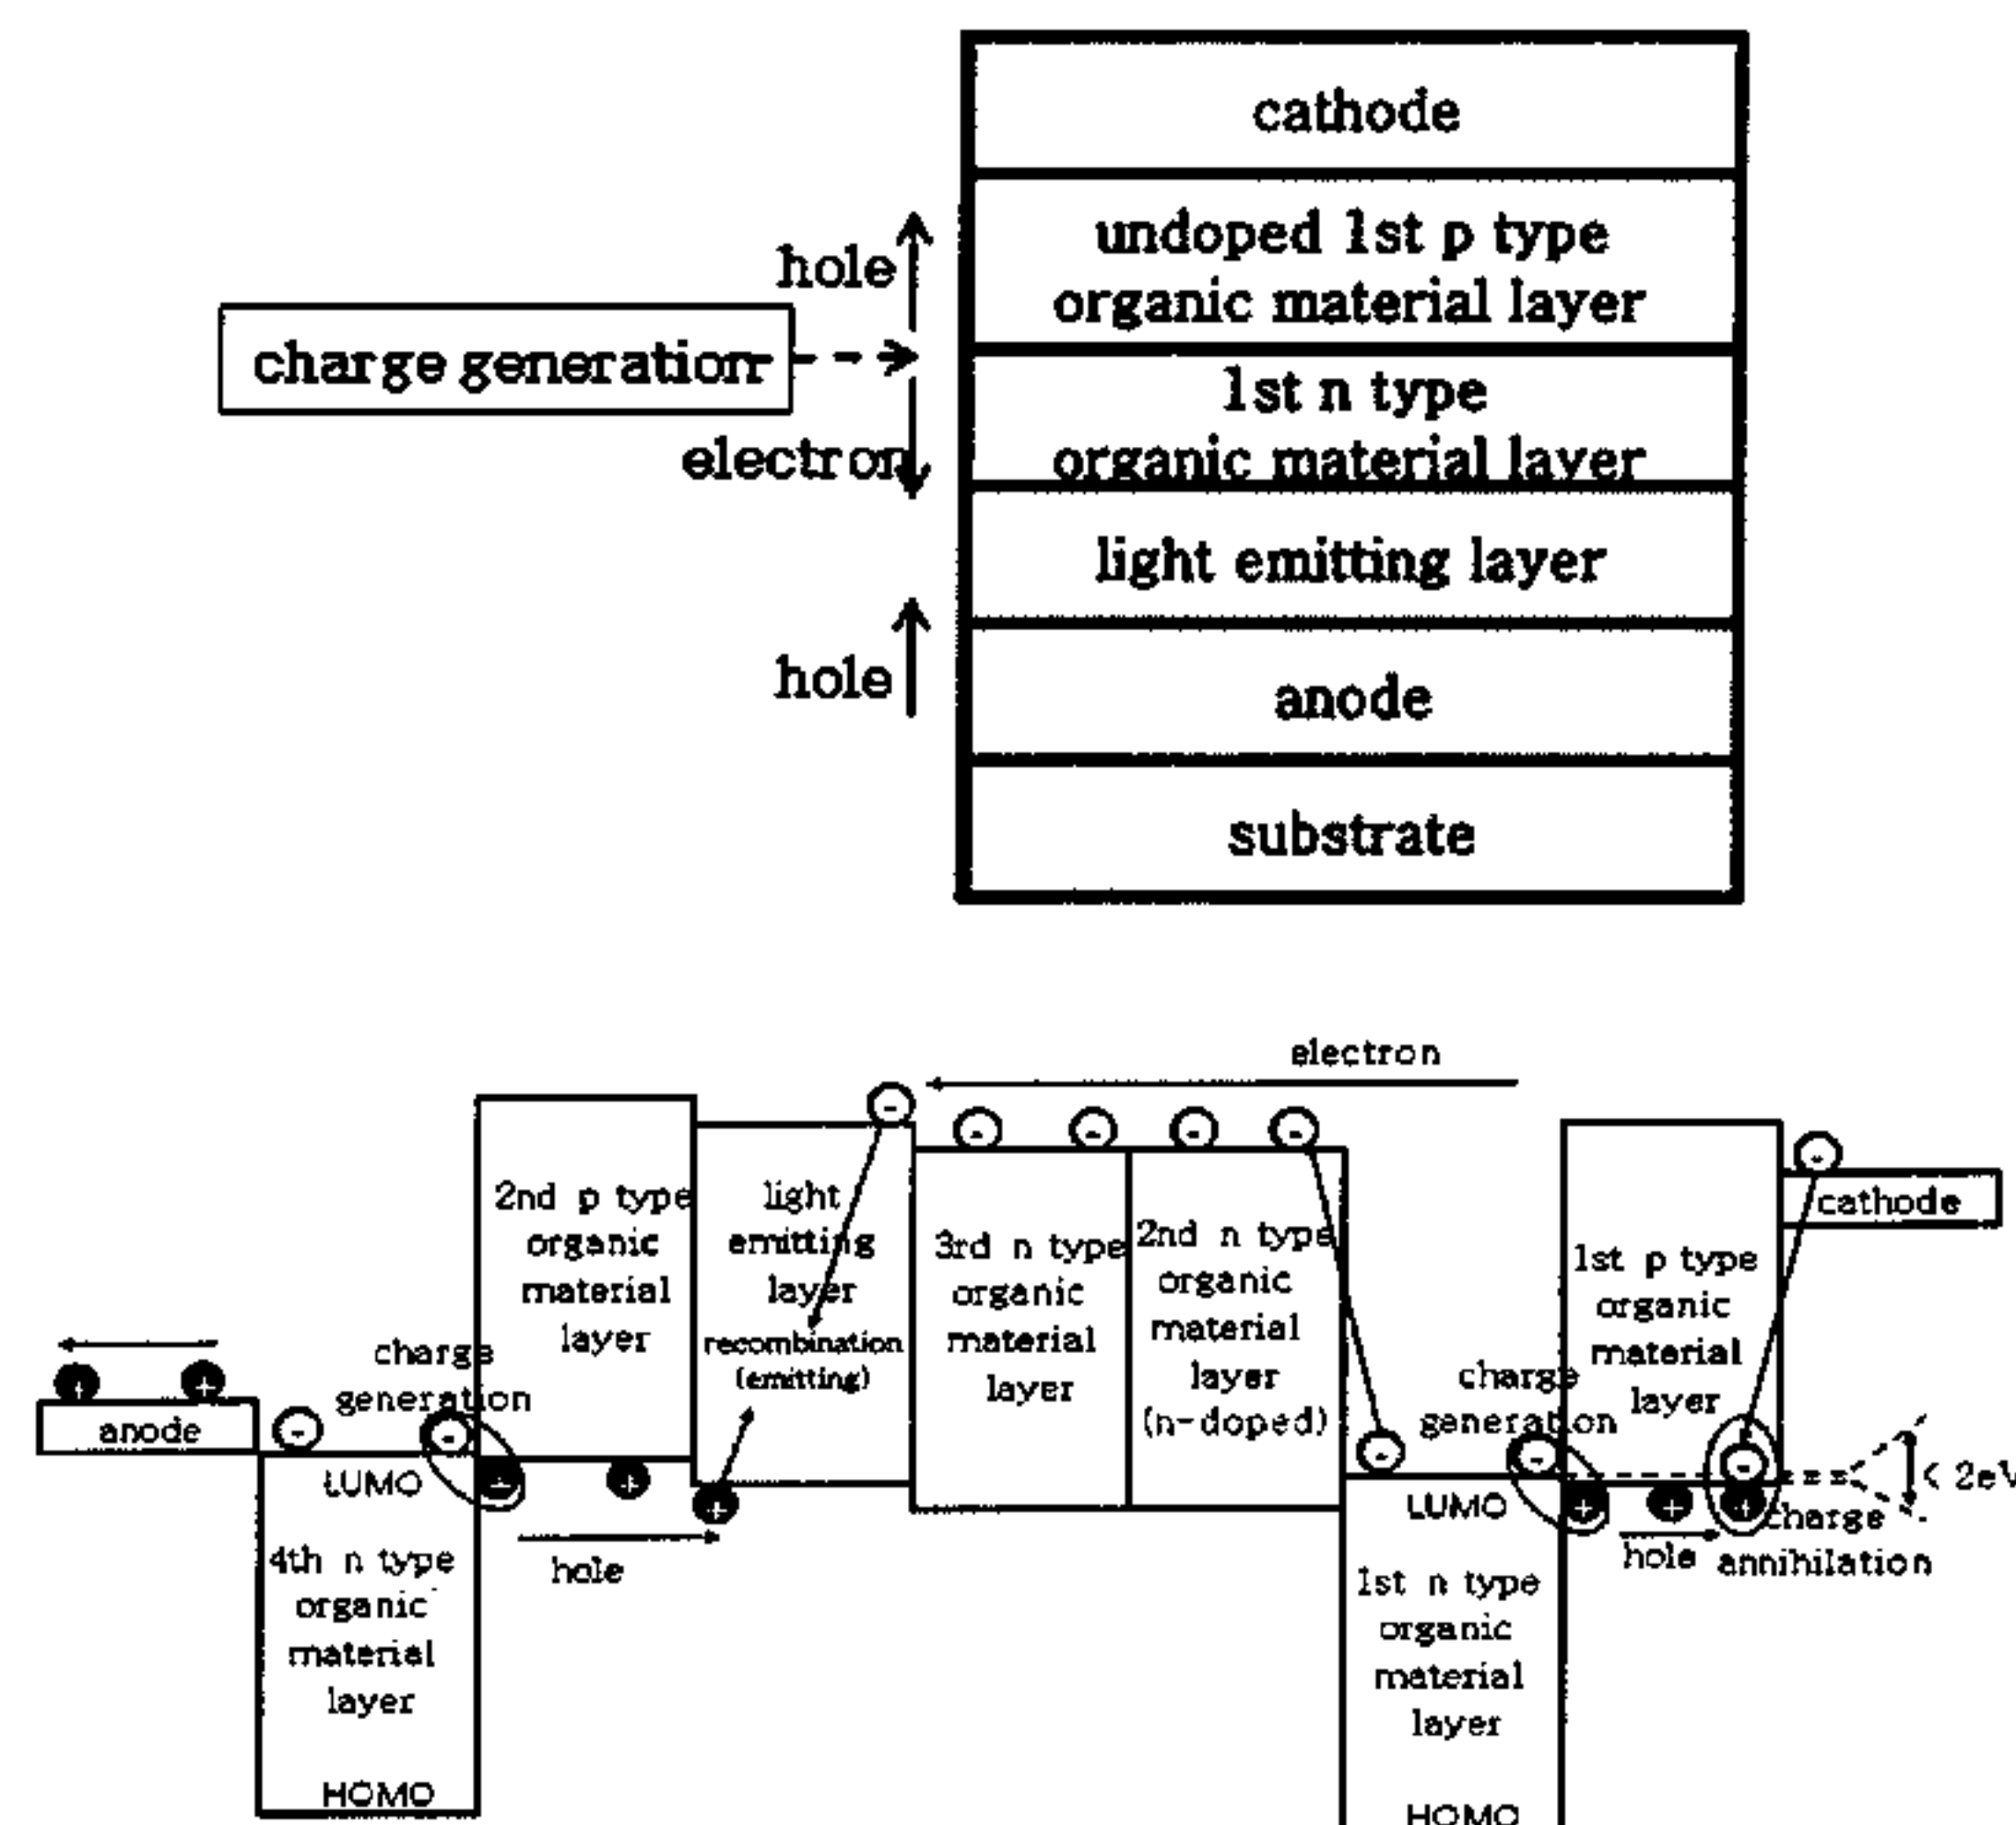 cathode
hole
undoped 1st p type
organic material layer
charge generation
1st n type
organic material layer
electron
light emitting layer
hole
anode
substrate
electron
2nd p type
organic
material
layer
light
emitting
layer
recombination
(emitting)
3rd n type
organic
material
layer
2nd n type
organic
material
layer
(n-doped)
1st p type
organic
material
layer
cathode
charge
generation
anode
LUMO
4th n type
organic
material
layer
HOMO
hole
charge
generation
LUMO
1st n type
organic
material
layer
HOMO
hole
< 2eV
charge
annihilation